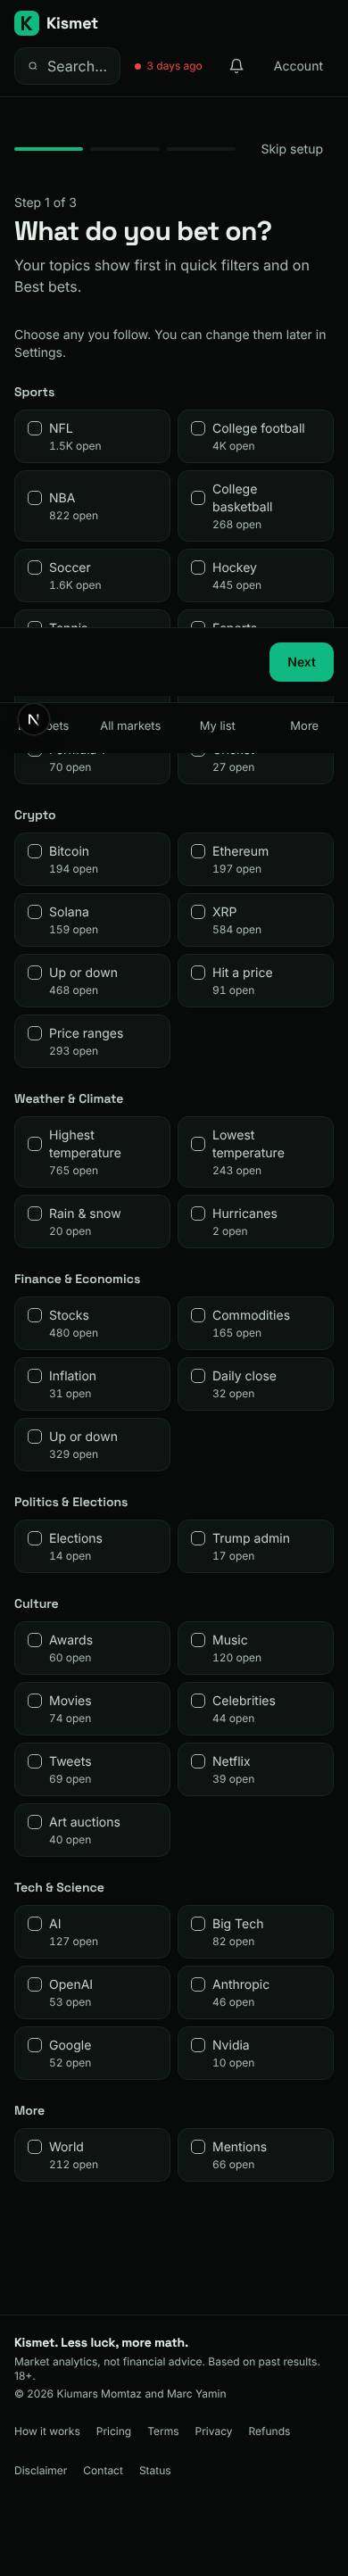 Kismet
Search...
3 days ago
Account
Skip setup
Step 1 of 3
What do you bet on?
Your topics show first in quick filters and on
Best bets.
Choose any you follow. You can change them later in
Settings.
Sports
NFL
1.5K open
College football
4K open
NBA
822 open
College
basketball
268 open
Soccer
1.6K open
Hockey
445 open
Next
N
bets
All markets
My list
More
70 open
27 open
Crypto
Bitcoin
194 open
Ethereum
197 open
Solana
159 open
XRP
584 open
Up or down
468 open
Hit a price
91 open
Price ranges
293 open
Weather & Climate
Highest
temperature
765 open
Lowest
temperature
243 open
Rain & snow
20 open
Hurricanes
2 open
Finance & Economics
Stocks
480 open
Commodities
165 open
Inflation
31 open
Daily close
32 open
Up or down
329 open
Politics & Elections
Elections
14 open
Trump admin
17 open
Culture
Awards
60 open
Music
120 open
Movies
74 open
Celebrities
44 open
Tweets
69 open
Netflix
39 open
Art auctions
40 open
Tech & Science
AI
127 open
Big Tech
82 open
OpenAI
53 open
Anthropic
46 open
Google
52 open
Nvidia
10 open
More
World
212 open
Mentions
66 open
Kismet. Less luck, more math.
Market analytics, not financial advice. Based on past results.
18+.
© 2026 Kiumars Momtaz and Marc Yamin
How it works Pricing Terms Privacy Refunds
Disclaimer Contact Status